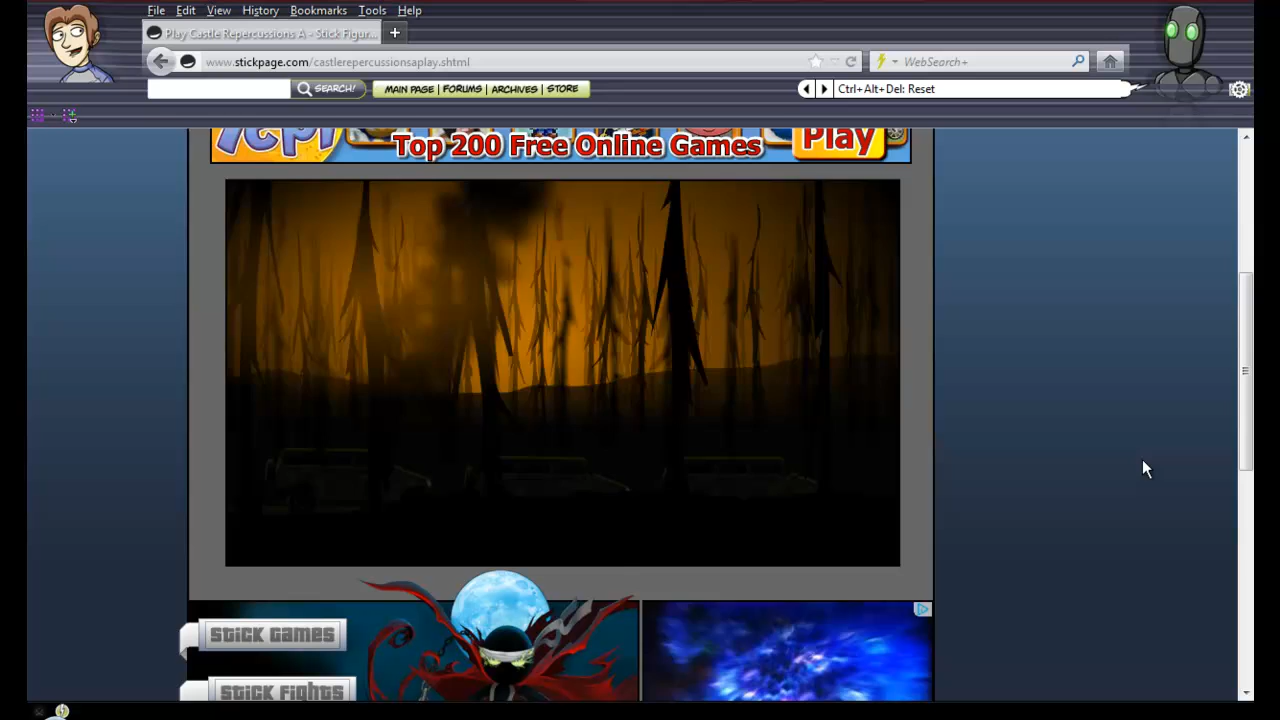 File Edit View History Bookmarks Tools Help
Play Castle Repercussions A - Stick Figur...
www.stickpage.com/castlerepercussionsaplay.shtml
WebSearch+
SEARCH!
MAIN PAGE | FORUMS | ARCHIVES | STORE
Ctrl+Alt+Del: Reset
Play
Top 200 Free Online Games
STICK GAMES
STICK FIGHTS